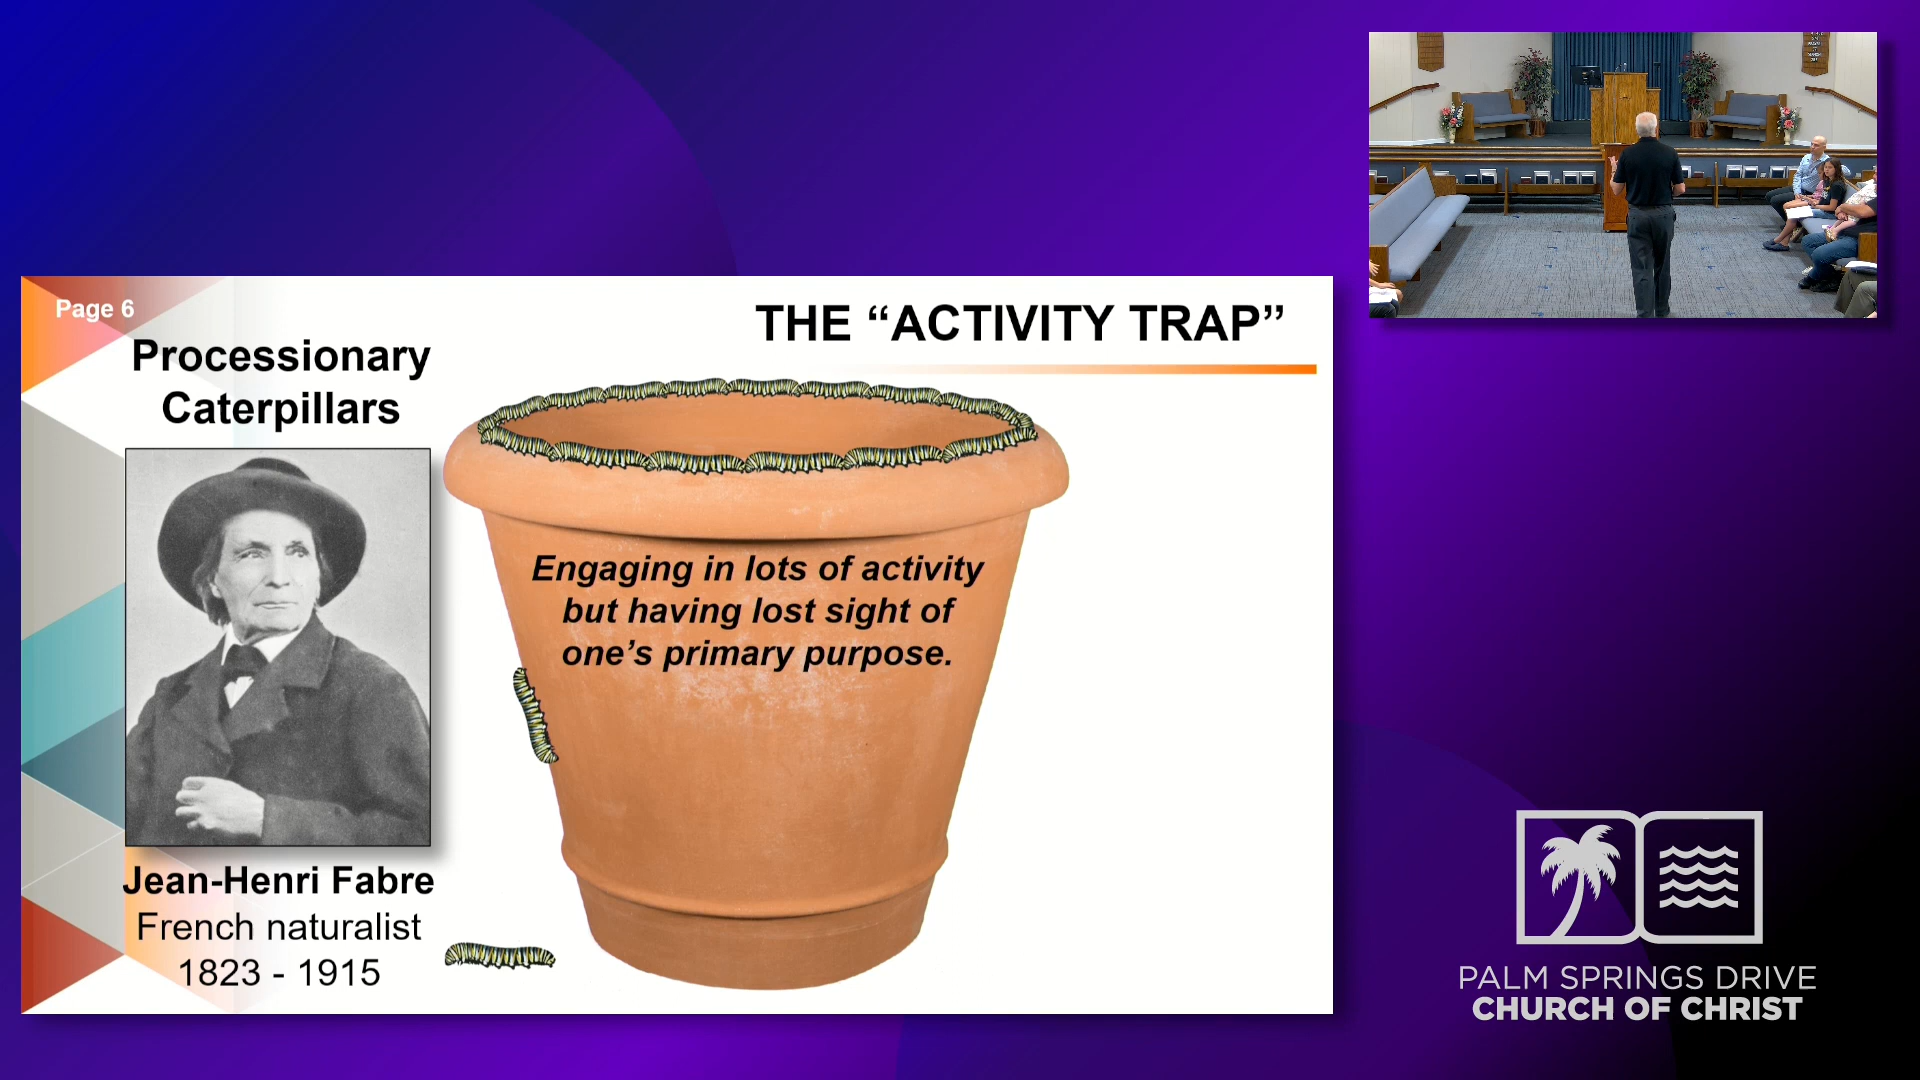 Page 6
THE “ACTIVITY TRAP”
Processionary
Caterpillars
Engaging in lots of activity
but having lost sight of
one’s primary purpose.
Jean-Henri Fabre
French naturalist
1823 - 1915
PALM SPRINGS DRIVE
CHURCH OF CHRIST